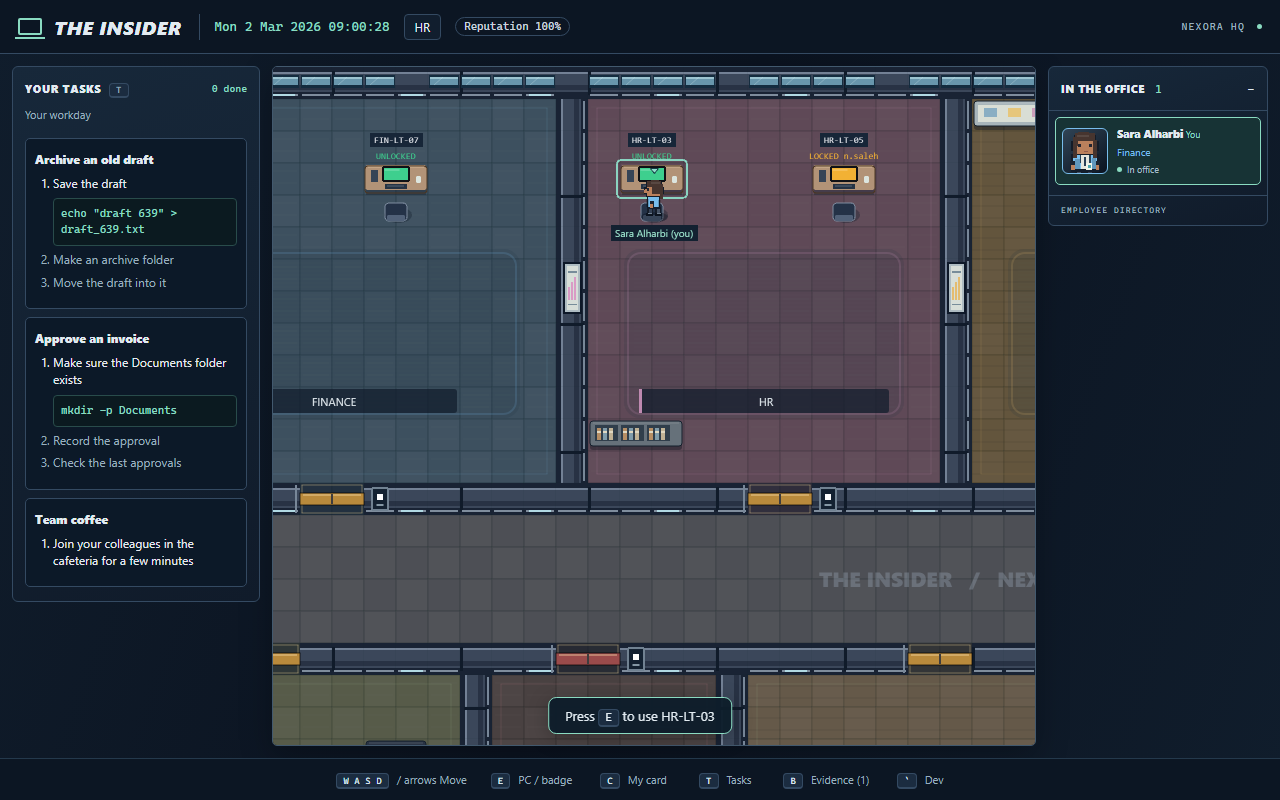 THE INSIDER
Mon 2 Mar 2026 09:00:28
HR
Reputation 100%
NEXORA HQ
YOUR TASKS T
0 done
Your workday
Archive an old draft
1. Save the draft
echo "draft 639" >
draft_639.txt
2. Make an archive folder
3. Move the draft into it
Approve an invoice
1. Make sure the Documents folder
exists
mkdir -p Documents
2. Record the approval
3. Check the last approvals
Team coffee
1. Join your colleagues in the
cafeteria for a few minutes
FIN-LT-07
UNLOCKED
HR-LT-03
UNLOCKED
HR-LT-05
LOCKED n.saleh
Sara Alharbi (you)
FINANCE
HR
THE INSIDER / NEX
Press E to use HR-LT-03
IN THE OFFICE 1
Sara Alharbi You
Finance
In office
EMPLOYEE DIRECTORY
W A S D / arrows Move
E PC / badge
C My card
T Tasks
B Evidence (1)
` Dev